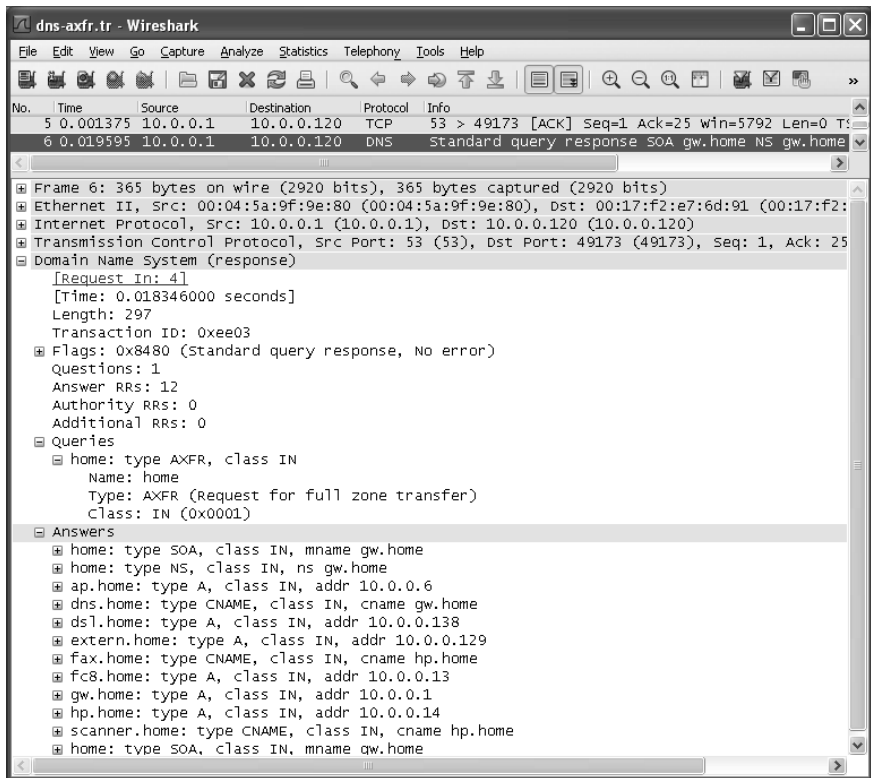 dns-axfr.tr - Wireshark
File Edit View Go Capture Analyze Statistics Telephony Tools Help
No. Time Source Destination Protocol Info
5 0.001375 10.0.0.1 10.0.0.120 TCP 53 > 49173 [ACK] Seq=1 Ack=25 Win=5792 Len=0 TS
6 0.019595 10.0.0.1 10.0.0.120 DNS Standard query response SOA gw.home NS gw.home
Frame 6: 365 bytes on wire (2920 bits), 365 bytes captured (2920 bits)
Ethernet II, Src: 00:04:5a:9f:9e:80 (00:04:5a:9f:9e:80), Dst: 00:17:f2:e7:6d:91 (00:17:f2:
Internet Protocol, Src: 10.0.0.1 (10.0.0.1), Dst: 10.0.0.120 (10.0.0.120)
Transmission Control Protocol, Src Port: 53 (53), Dst Port: 49173 (49173), Seq: 1, Ack: 25
Domain Name System (response)
[Request In: 4]
[Time: 0.018346000 seconds]
Length: 297
Transaction ID: 0xee03
Flags: 0x8480 (Standard query response, No error)
Questions: 1
Answer RRs: 12
Authority RRs: 0
Additional RRs: 0
Queries
home: type AXFR, class IN
Name: home
Type: AXFR (Request for full zone transfer)
Class: IN (0x0001)
Answers
home: type SOA, class IN, mname gw.home
home: type NS, class IN, ns gw.home
ap.home: type A, class IN, addr 10.0.0.6
dns.home: type CNAME, class IN, cname gw.home
dsl.home: type A, class IN, addr 10.0.0.138
extern.home: type A, class IN, addr 10.0.0.129
fax.home: type CNAME, class IN, cname hp.home
fc8.home: type A, class IN, addr 10.0.0.13
gw.home: type A, class IN, addr 10.0.0.1
hp.home: type A, class IN, addr 10.0.0.14
scanner.home: type CNAME, class IN, cname hp.home
home: type SOA, class IN, mname gw.home